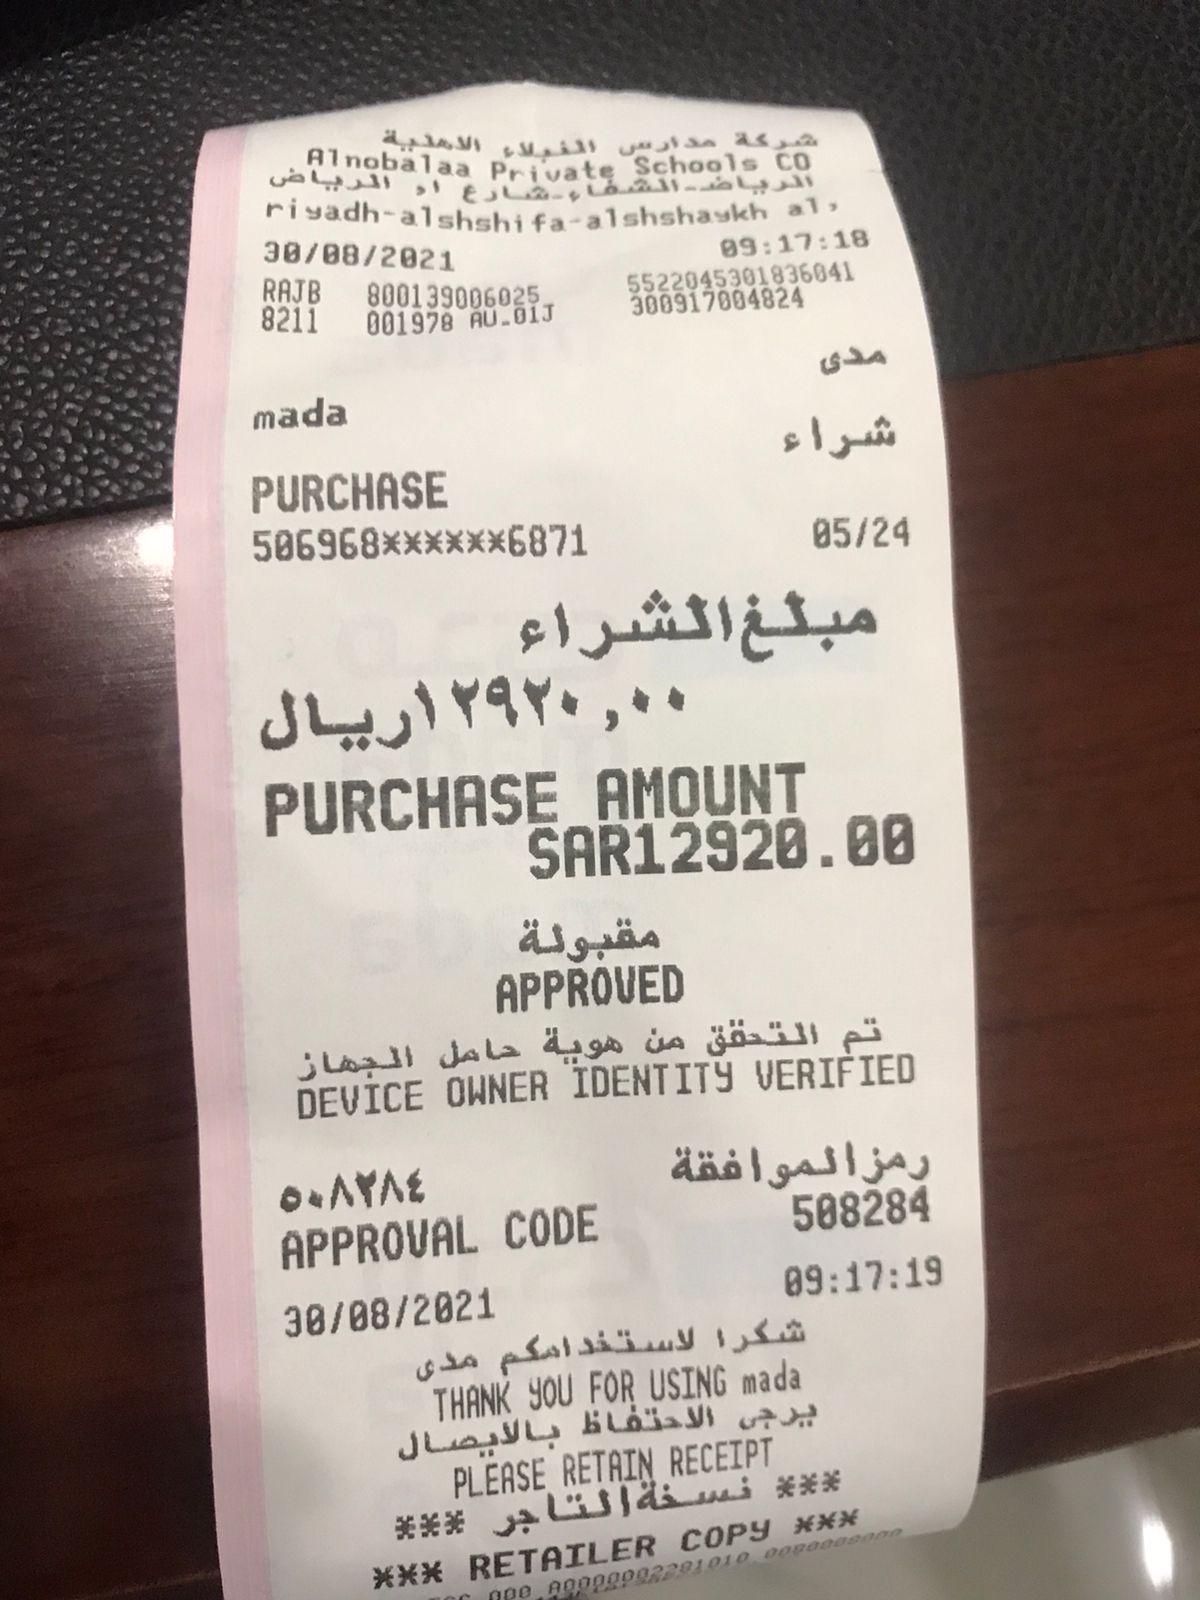 شركة مدارس النبلاء الاهلية
Alnobalaa Private Schools CO
الرياض-الشفاء-شارع ا, الرياض
riyadh-alshshifa-alshshaykh al,
30/08/2021 09:17:18
RAJB 800139006025 5522045301836041
8211 001978 AU-01J 300917004824
مدى
mada
شراء
PURCHASE
506968******6871 05/24
مبلغ الشراء
١٢٩٢٠,٠٠ ريال
PURCHASE AMOUNT
SAR12920.00
مقبولة
APPROVED
تم التحقق من هوية حامل الجهاز
DEVICE OWNER IDENTITY VERIFIED
رمز الموافقة ٥٠٨٢٨٤
APPROVAL CODE 508284
30/08/2021 09:17:19
شكرا لاستخدامكم مدى
THANK YOU FOR USING mada
يرجى الاحتفاظ بالايصال
PLEASE RETAIN RECEIPT
*** نسخة التاجر ***
*** RETAILER COPY ***